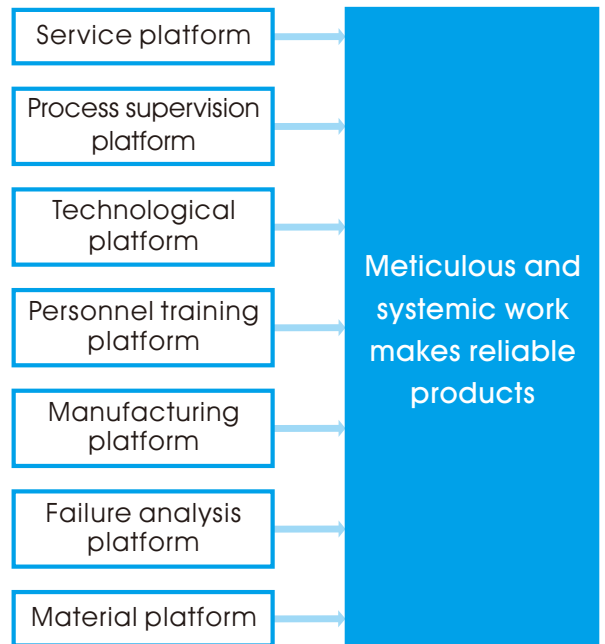 Service platform
Process supervision
platform
Technological
platform
Personnel training
platform
Manufacturing
platform
Failure analysis
platform
Material platform
Meticulous and
systemic work
makes reliable
products